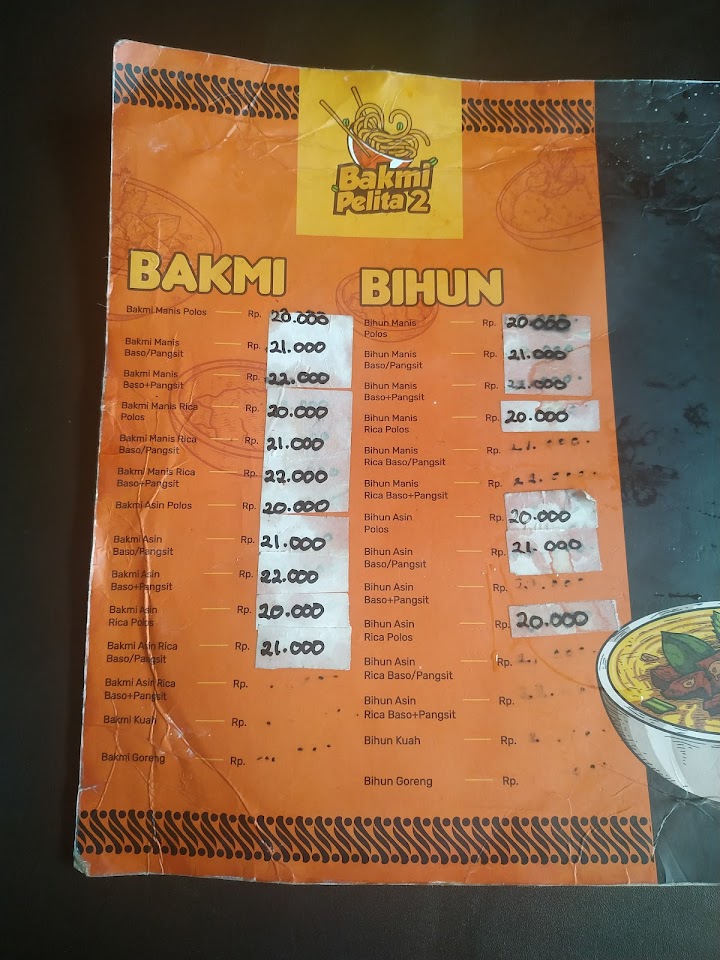 Bakmi
Pelita 2
BAKMI
Bakmi Manis Polos Rp. 20.000
Bakmi Manis
Baso/Pangsit Rp. 21.000
Bakmi Manis
Baso+Pangsit Rp. 22.000
Bakmi Manis Rica
Polos Rp. 20.000
Bakmi Manis Rica
Baso/Pangsit Rp. 21.000
Bakmi Manis Rica
Baso+Pangsit Rp. 22.000
Bakmi Asin Polos Rp. 20.000
Bakmi Asin
Baso/Pangsit Rp. 21.000
Bakmi Asin
Baso+Pangsit Rp. 22.000
Bakmi Asin
Rica Polos Rp. 20.000
Bakmi Asin Rica
Baso/Pangsit Rp. 21.000
Bakmi Asin Rica
Baso+Pangsit Rp.
Bakmi Kuah Rp.
Bakmi Goreng Rp.
BIHUN
Bihun Manis
Polos Rp. 20.000
Bihun Manis
Baso/Pangsit Rp. 21.000
Bihun Manis
Baso+Pangsit Rp. 22.000
Bihun Manis
Rica Polos Rp. 20.000
Bihun Manis
Rica Baso/Pangsit Rp.
Bihun Manis
Rica Baso+Pangsit Rp.
Bihun Asin
Polos Rp. 20.000
Bihun Asin
Baso/Pangsit Rp. 21.000
Bihun Asin
Baso+Pangsit Rp.
Bihun Asin
Rica Polos Rp. 20.000
Bihun Asin
Rica Baso/Pangsit Rp.
Bihun Asin
Rica Baso+Pangsit Rp.
Bihun Kuah Rp.
Bihun Goreng Rp.